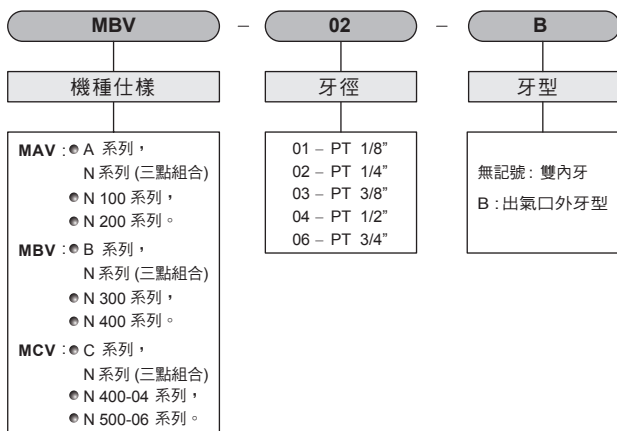 MBV – 02 – B
機種仕樣
牙徑
牙型
MAV : A 系列，
N 系列 (三點組合)
N 100 系列，
N 200 系列。
MBV : B 系列，
N 系列 (三點組合)
N 300 系列，
N 400 系列。
MCV : C 系列，
N 系列 (三點組合)
N 400-04 系列，
N 500-06 系列。
01 – PT 1/8”
02 – PT 1/4”
03 – PT 3/8”
04 – PT 1/2”
06 – PT 3/4”
無記號 : 雙內牙
B : 出氣口外牙型